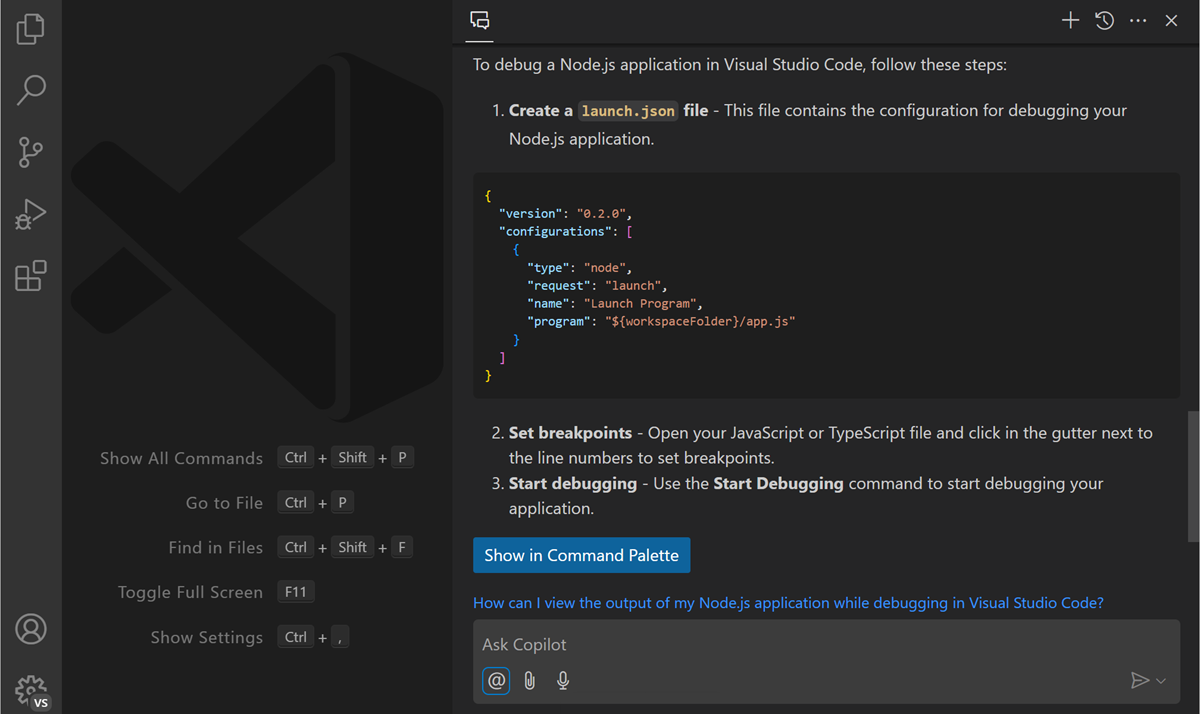 To debug a Node.js application in Visual Studio Code, follow these steps:
1. Create a launch.json file - This file contains the configuration for debugging your
Node.js application.
{
"version": "0.2.0",
"configurations": [
{
"type": "node",
"request": "launch",
"name": "Launch Program",
"program": "${workspaceFolder}/app.js"
}
]
}
2. Set breakpoints - Open your JavaScript or TypeScript file and click in the gutter next to
the line numbers to set breakpoints.
3. Start debugging - Use the Start Debugging command to start debugging your
application.
Show in Command Palette
How can I view the output of my Node.js application while debugging in Visual Studio Code?
Ask Copilot
@
Show All Commands Ctrl + Shift + P
Go to File Ctrl + P
Find in Files Ctrl + Shift + F
Toggle Full Screen F11
Show Settings Ctrl + ,
VS